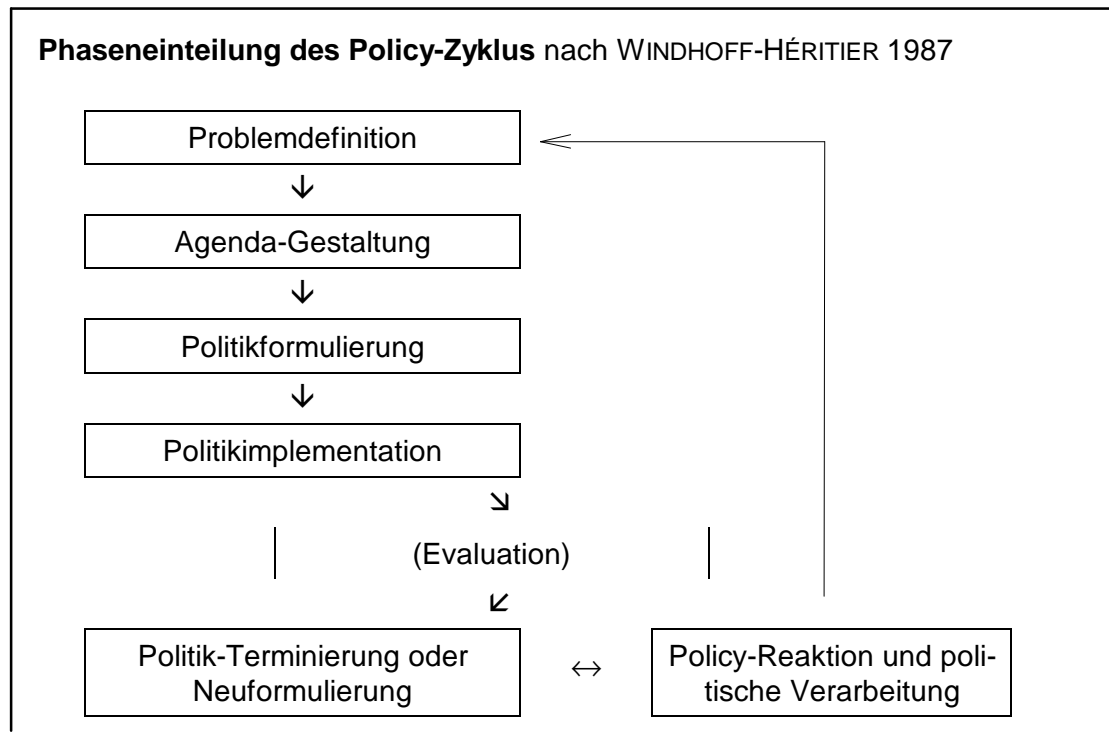 Phaseneinteilung des Policy-Zyklus nach WINDHOFF-HÉRITIER 1987
Problemdefinition
Agenda-Gestaltung
Politikformulierung
Politikimplementation
(Evaluation)
Politik-Terminierung oder
Neuformulierung
Policy-Reaktion und poli-
tische Verarbeitung